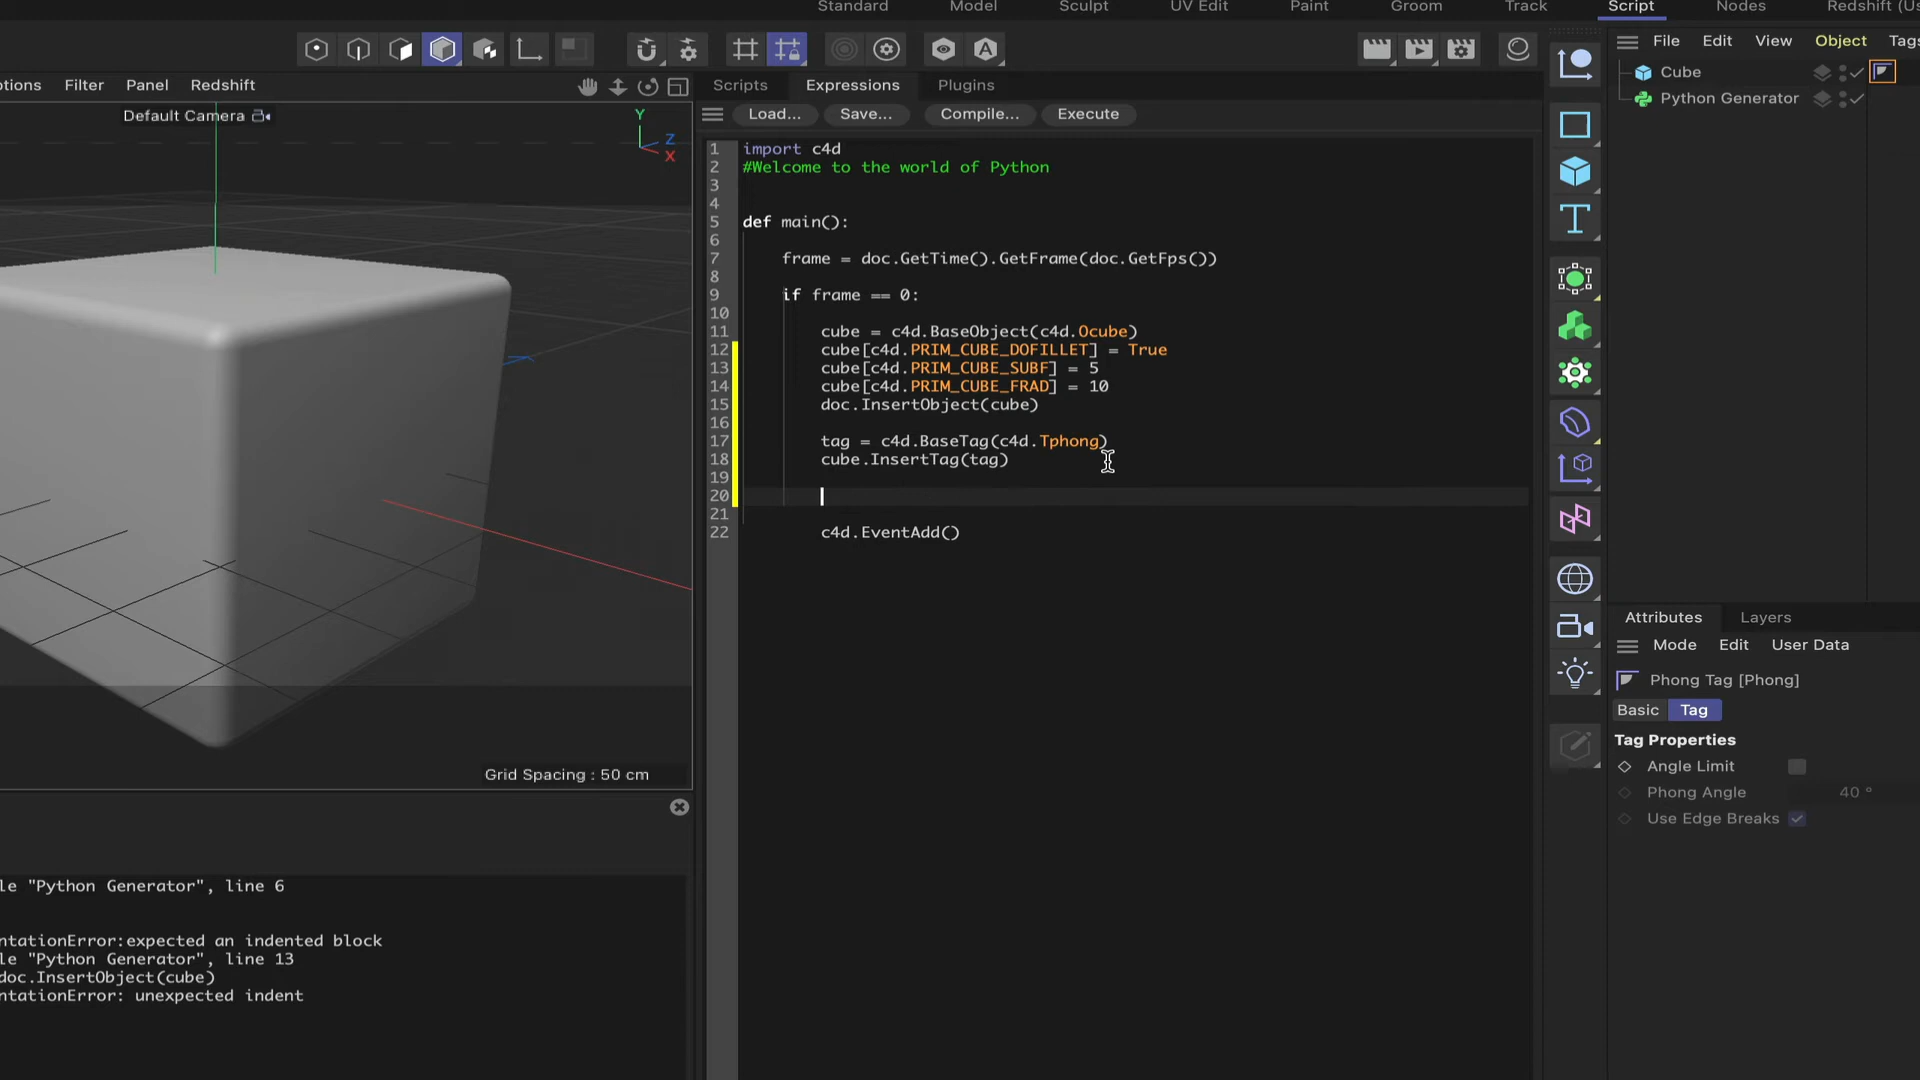 Standard Model Sculpt UV Edit Paint Groom Track Script Nodes Redshift (Us
tions Filter Panel Redshift
Default Camera
Y
Z
X
Grid Spacing : 50 cm
le "Python Generator", line 6
ntationError:expected an indented block
le "Python Generator", line 13
doc.InsertObject(cube)
ntationError: unexpected indent
Scripts Expressions Plugins
Load... Save... Compile... Execute
1 import c4d
2 #Welcome to the world of Python
3
4
5 def main():
6
7 frame = doc.GetTime().GetFrame(doc.GetFps())
8
9 if frame == 0:
10
11 cube = c4d.BaseObject(c4d.Ocube)
12 cube[c4d.PRIM_CUBE_DOFILLET] = True
13 cube[c4d.PRIM_CUBE_SUBF] = 5
14 cube[c4d.PRIM_CUBE_FRAD] = 10
15 doc.InsertObject(cube)
16
17 tag = c4d.BaseTag(c4d.Tphong)
18 cube.InsertTag(tag)
19
20
21
22 c4d.EventAdd()
File Edit View Object Tags
Cube
Python Generator
Attributes Layers
Mode Edit User Data
Phong Tag [Phong]
Basic Tag
Tag Properties
Angle Limit
Phong Angle 40 °
Use Edge Breaks